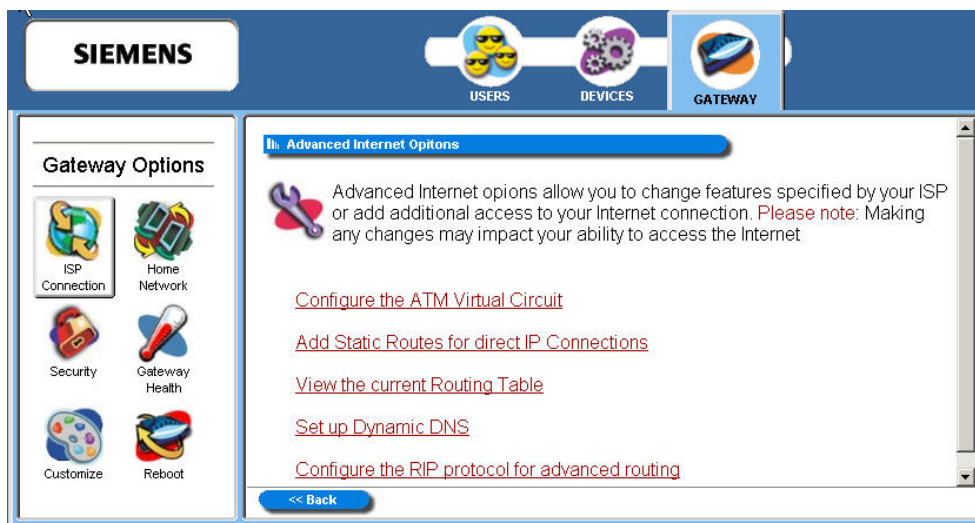 SIEMENS
USERS
DEVICES
GATEWAY
Gateway Options
ISP
Connection
Home
Network
Security
Gateway
Health
Customize
Reboot
Advanced Internet Opitons
Advanced Internet opions allow you to change features specified by your ISP
or add additional access to your Internet connection. Please note: Making
any changes may impact your ability to access the Internet
Configure the ATM Virtual Circuit
Add Static Routes for direct IP Connections
View the current Routing Table
Set up Dynamic DNS
Configure the RIP protocol for advanced routing
<< Back